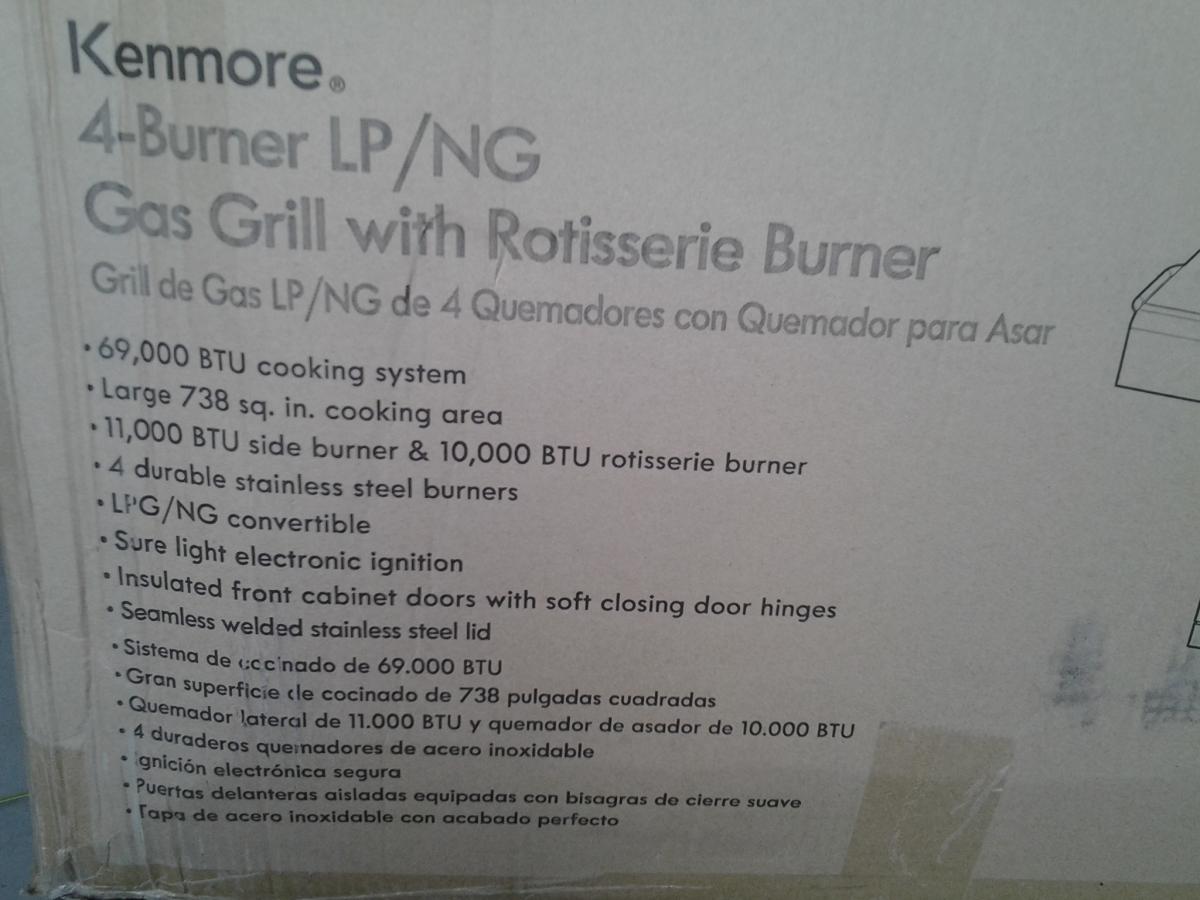 Kenmore®
4-Burner LP/NG
Gas Grill with Rotisserie Burner
Grill de Gas LP/NG de 4 Quemadores con Quemador para Asar
• 69,000 BTU cooking system
• Large 738 sq. in. cooking area
• 11,000 BTU side burner & 10,000 BTU rotisserie burner
• 4 durable stainless steel burners
• LPG/NG convertible
• Sure light electronic ignition
• Insulated front cabinet doors with soft closing door hinges
• Seamless welded stainless steel lid
• Sistema de cocinado de 69.000 BTU
• Gran superficie de cocinado de 738 pulgadas cuadradas
• Quemador lateral de 11.000 BTU y quemador de asador de 10.000 BTU
• 4 duraderos quemadores de acero inoxidable
• Ignición electrónica segura
• Puertas delanteras aisladas equipadas con bisagras de cierre suave
• Tapa de acero inoxidable con acabado perfecto